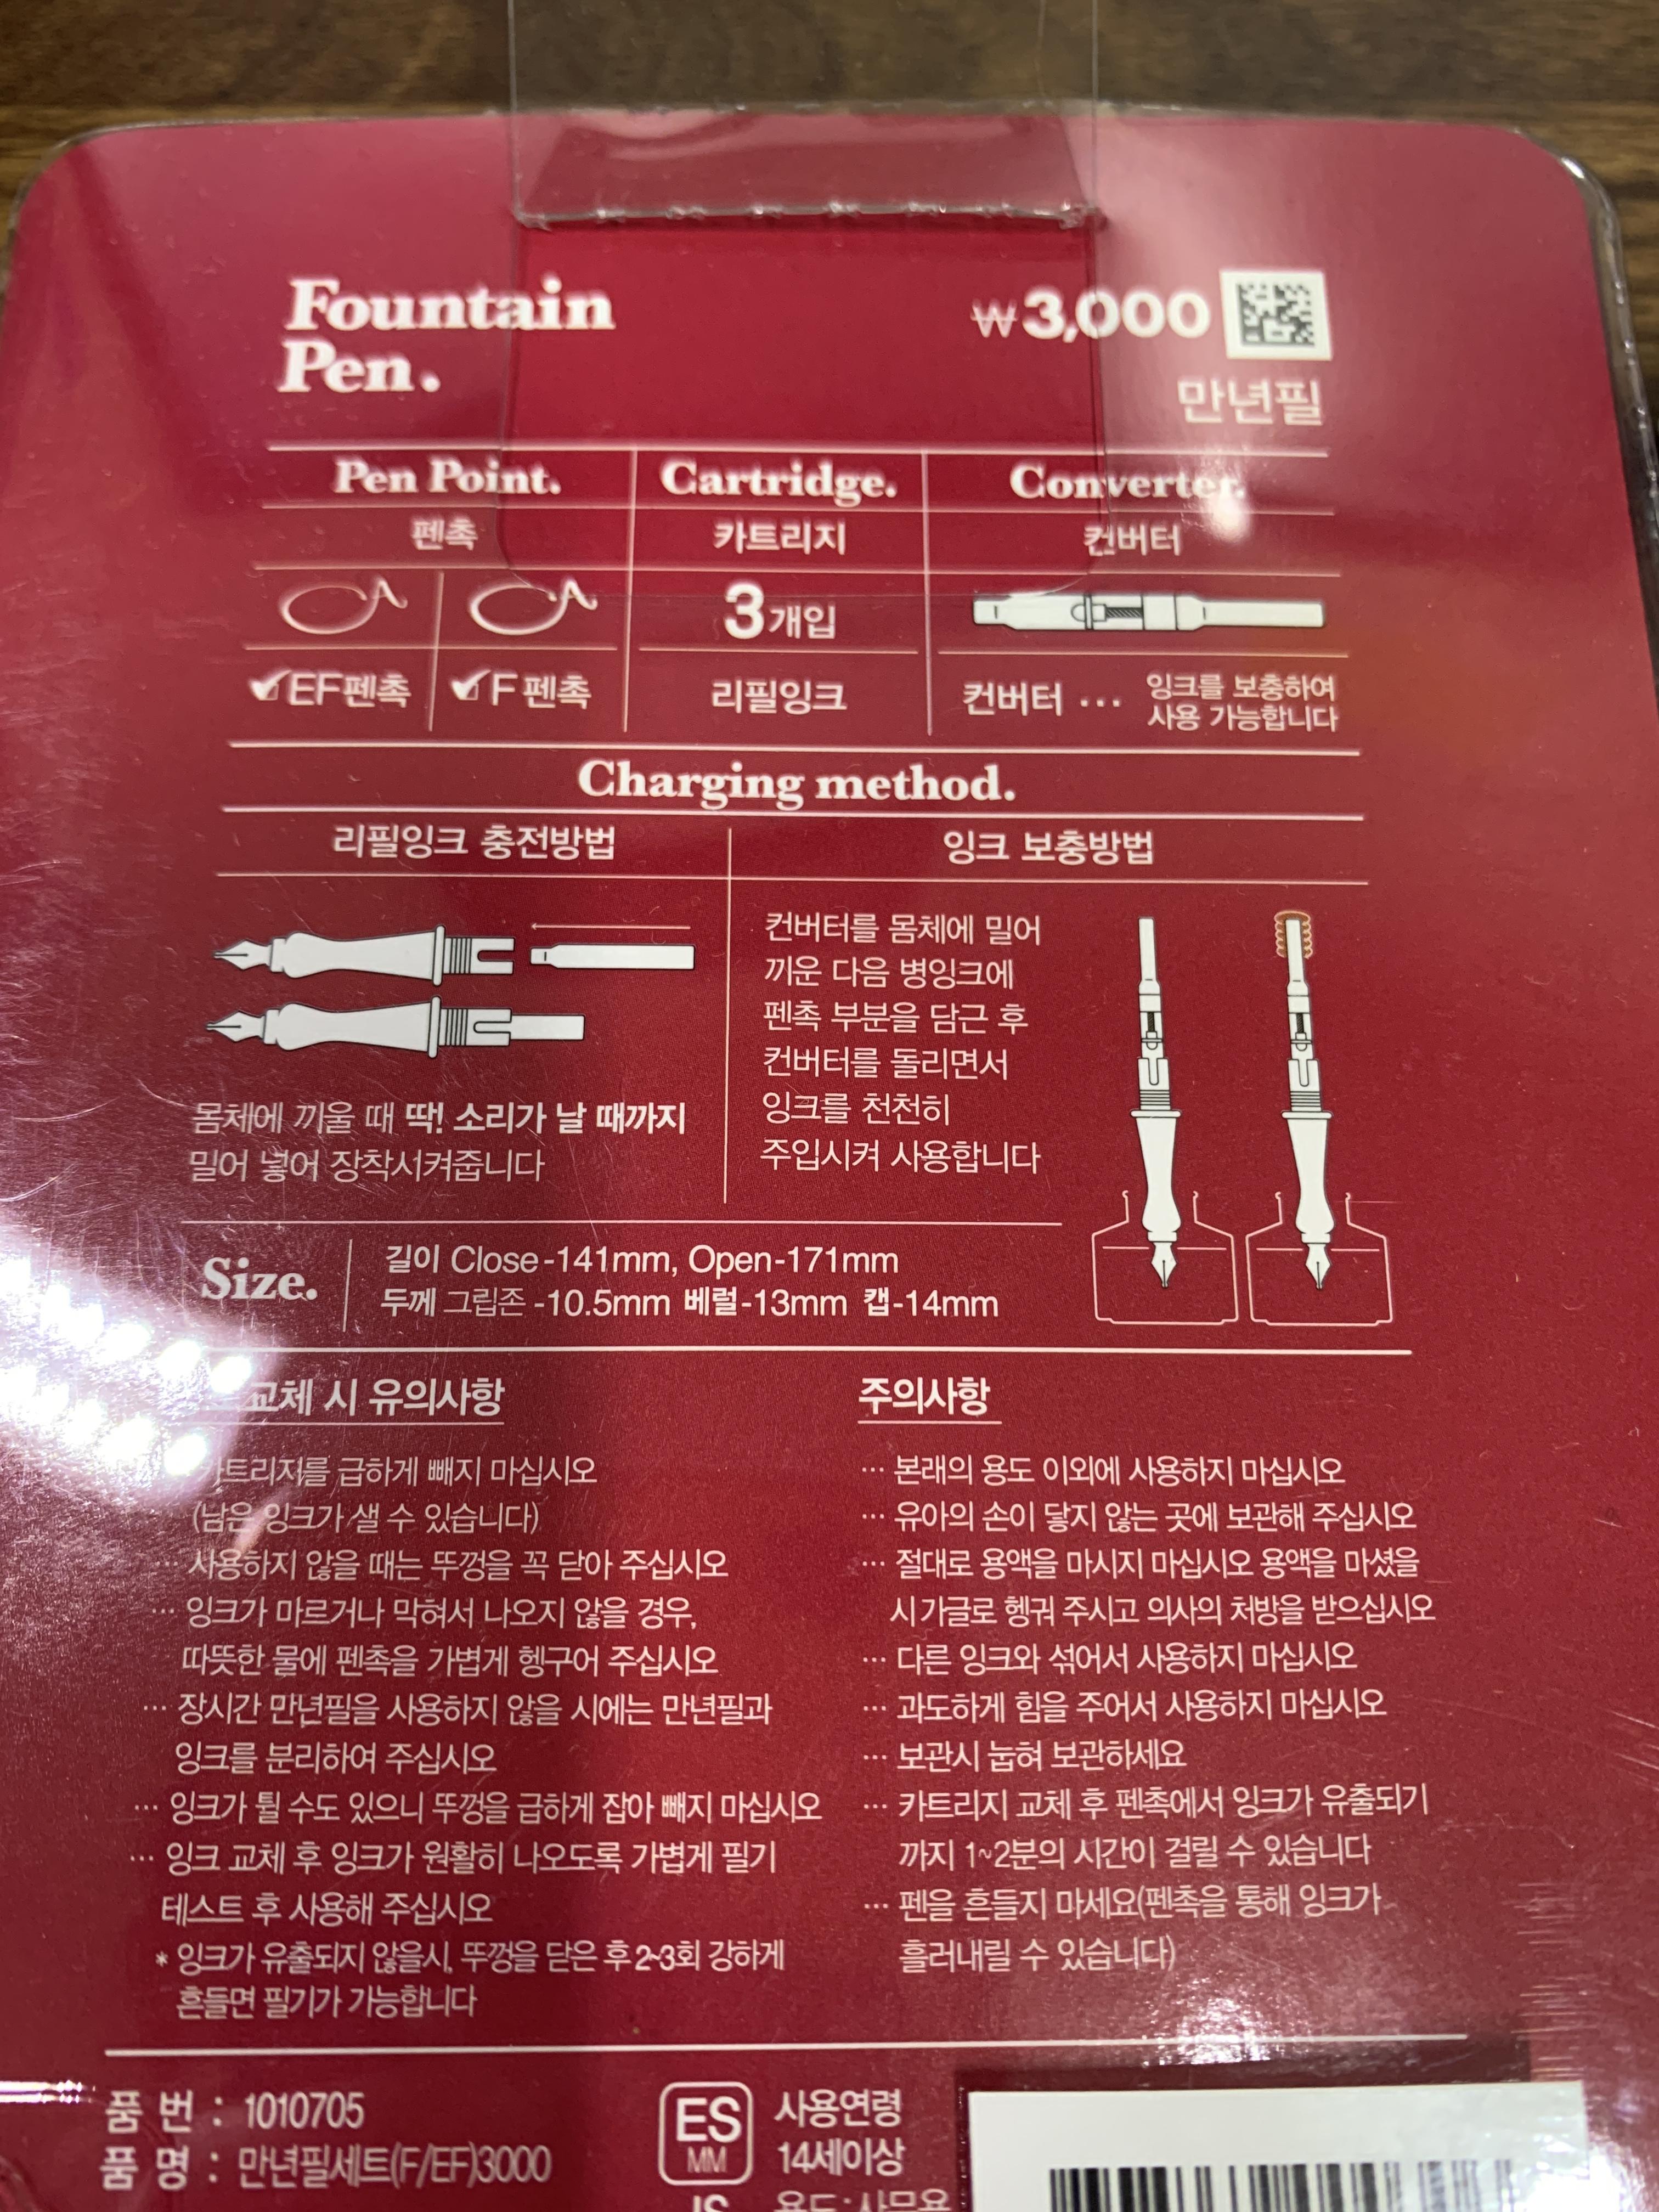 Fountain
Pen.
₩3,000
만년필
Pen Point.
Cartridge.
Converter.
펜촉
카트리지
컨버터
3개입
EF펜촉
F 펜촉
리필잉크
컨버터 ··· 잉크를 보충하여
사용 가능합니다
Charging method.
리필잉크 충전방법
몸체에 끼울 때 딱! 소리가 날 때까지
밀어 넣어 장착시켜줍니다
잉크 보충방법
컨버터를 몸체에 밀어
끼운 다음 병잉크에
펜촉 부분을 담근 후
컨버터를 돌리면서
잉크를 천천히
주입시켜 사용합니다
Size.
길이 Close-141mm, Open-171mm
두께 그립존 -10.5mm 베럴-13mm 캡-14mm
교체 시 유의사항
카트리지를 급하게 빼지 마십시오
(남은 잉크가 샐 수 있습니다)
··· 사용하지 않을 때는 뚜껑을 꼭 닫아 주십시오
··· 잉크가 마르거나 막혀서 나오지 않을 경우,
따뜻한 물에 펜촉을 가볍게 헹구어 주십시오
··· 장시간 만년필을 사용하지 않을 시에는 만년필과
잉크를 분리하여 주십시오
··· 잉크가 튈 수도 있으니 뚜껑을 급하게 잡아 빼지 마십시오
··· 잉크 교체 후 잉크가 원활히 나오도록 가볍게 필기
테스트 후 사용해 주십시오
* 잉크가 유출되지 않을시, 뚜껑을 닫은 후 2~3회 강하게
흔들면 필기가 가능합니다
주의사항
··· 본래의 용도 이외에 사용하지 마십시오
··· 유아의 손이 닿지 않는 곳에 보관해 주십시오
··· 절대로 용액을 마시지 마십시오 용액을 마셨을
시 가글로 헹궈 주시고 의사의 처방을 받으십시오
··· 다른 잉크와 섞어서 사용하지 마십시오
··· 과도하게 힘을 주어서 사용하지 마십시오
··· 보관시 눕혀 보관하세요
··· 카트리지 교체 후 펜촉에서 잉크가 유출되기
까지 1~2분의 시간이 걸릴 수 있습니다
··· 펜을 흔들지 마세요(펜촉을 통해 잉크가
흘러내릴 수 있습니다)
품 번 : 1010705
품 명 : 만년필세트(F/EF)3000
ES
MM
사용연령
14세이상
용도:사무용